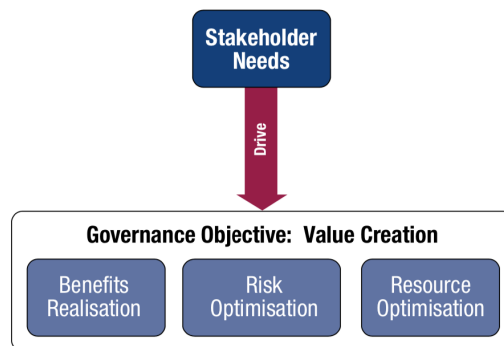 Stakeholder
Needs
Drive
Governance Objective: Value Creation
Benefits
Realisation
Risk
Optimisation
Resource
Optimisation